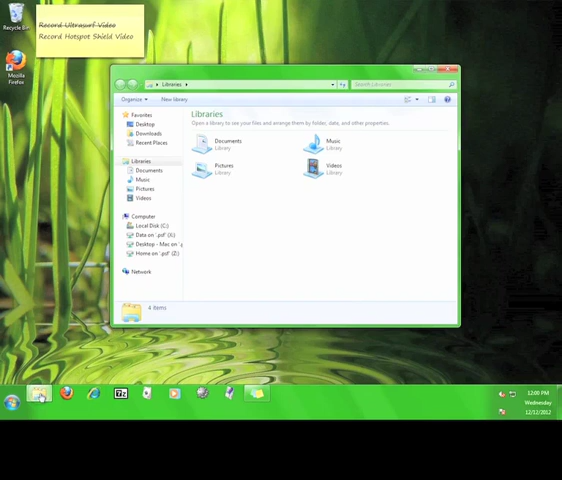 Record Ultrasurf Video
Record Hotspot Shield Video
Recycle Bin
Mozilla
Firefox
Libraries
Search Libraries
Organize
New library
Favorites
Desktop
Downloads
Recent Places
Libraries
Documents
Music
Pictures
Videos
Computer
Local Disk (C:)
Data on '.psf' (X:)
Desktop - Mac on '.p
Home on '.psf' (Z:)
Network
Libraries
Open a library to see your files and arrange them by folder, date, and other properties.
Documents
Library
Music
Library
Pictures
Library
Videos
Library
4 items
12:00 PM
Wednesday
12/12/2012